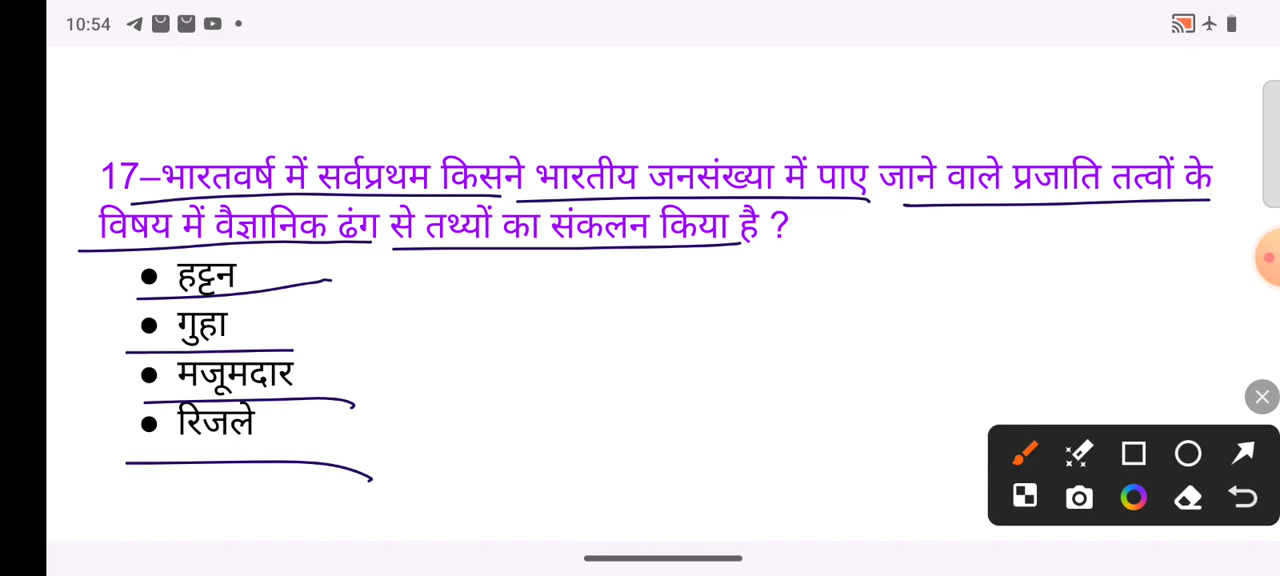 10:54
17–भारतवर्ष में सर्वप्रथम किसने भारतीय जनसंख्या में पाए जाने वाले प्रजाति तत्वों के
विषय में वैज्ञानिक ढंग से तथ्यों का संकलन किया है ?
● हट्टन
● गुहा
● मजूमदार
● रिजले